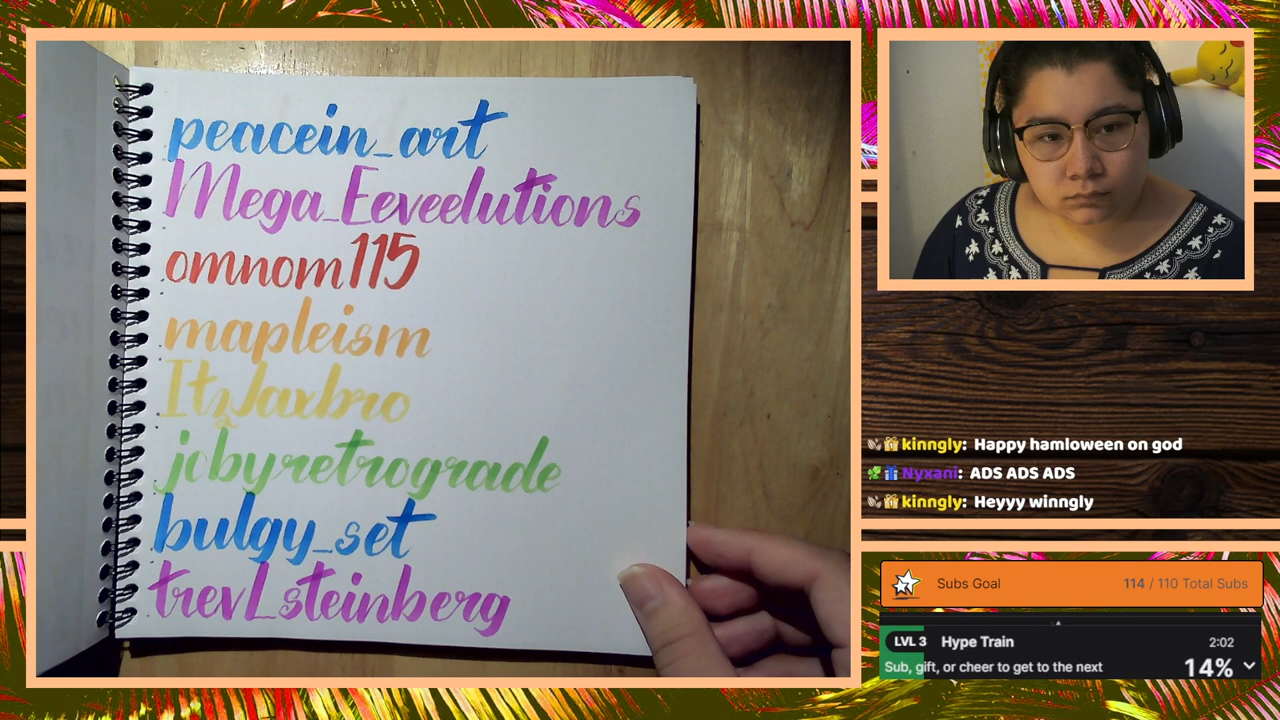 peacein_art
Mega_Eeveelutions
omnom115
mapleism
ItzJaxbro
jobyretrograde
bulgy_set
trevL_steinberg
kinngly: Happy hamloween on god
Nyxani: ADS ADS ADS
kinngly: Heyyy winngly
Subs Goal 114 / 110 Total Subs
LVL 3 Hype Train 2:02
Sub, gift, or cheer to get to the next 14%